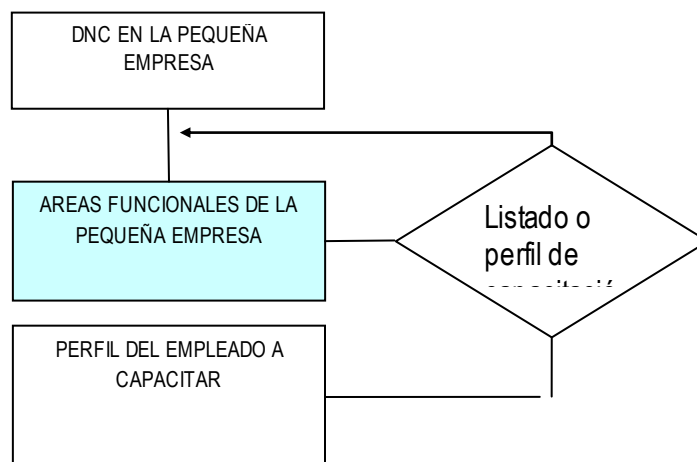 DNC EN LA PEQUEÑA
EMPRESA
AREAS FUNCIONALES DE LA
PEQUEÑA EMPRESA
Listado o
perfil de
PERFIL DEL EMPLEADO A
CAPACITAR